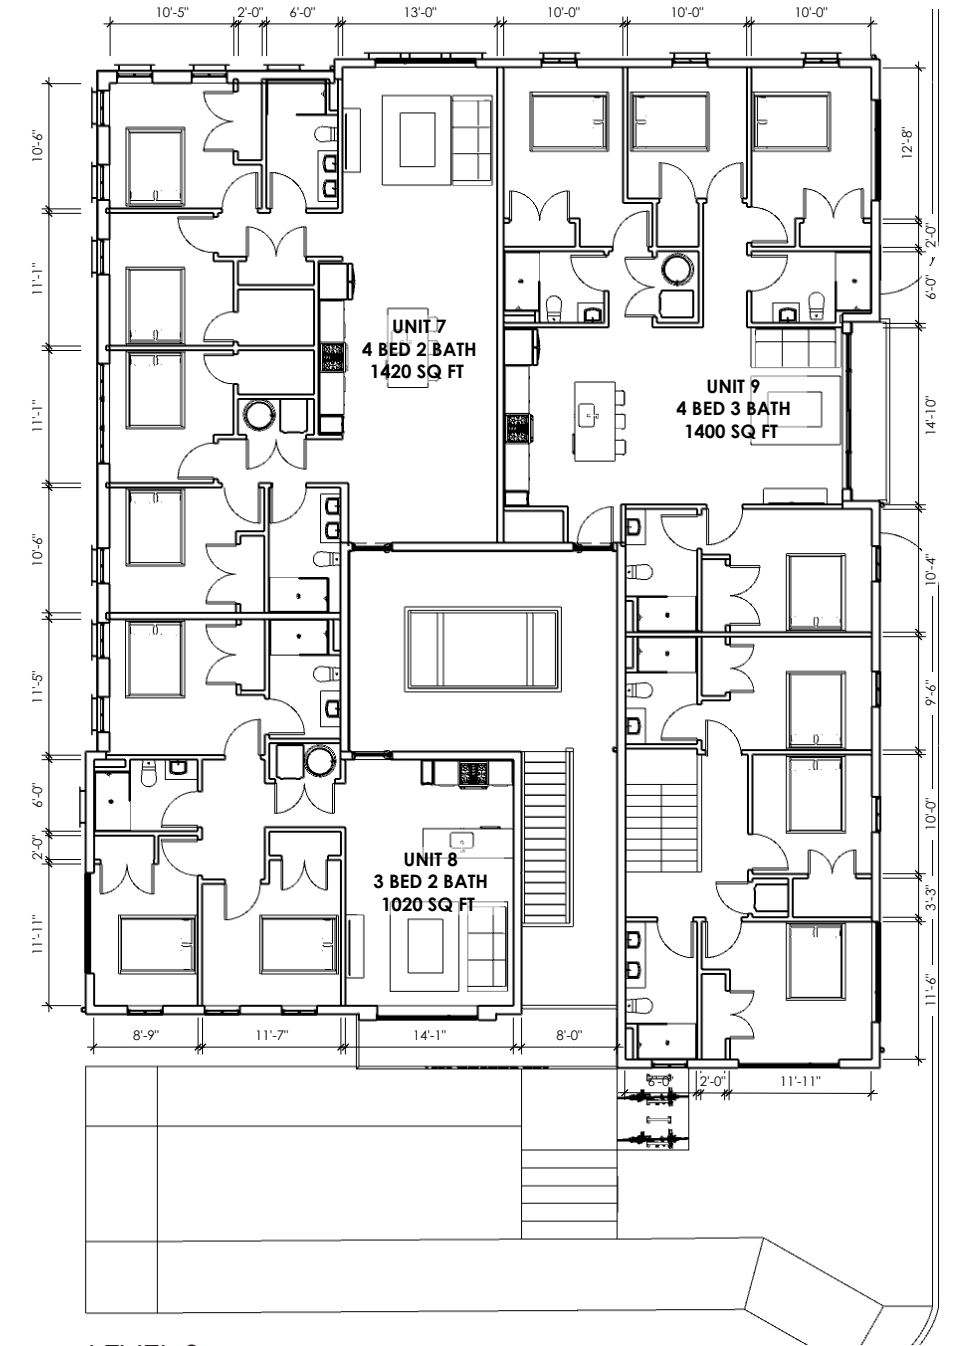 10'-5" 2'-0" 6'-0" 13'-0" 10'-0" 10'-0" 10'-0"
10'-6"
11'-1"
11'-1"
10'-6"
11'-5"
6'-0"
2'-0"
11'-11"
12'-8"
2'-0"
6'-0"
14'-10"
10'-4"
9'-6"
10'-0"
3'-3"
11'-6"
UNIT 7
4 BED 2 BATH
1420 SQ FT
UNIT 9
4 BED 3 BATH
1400 SQ FT
UNIT 8
3 BED 2 BATH
1020 SQ FT
8'-9" 11'-7" 14'-1" 8'-0"
6'-0" 2'-0" 11'-11"